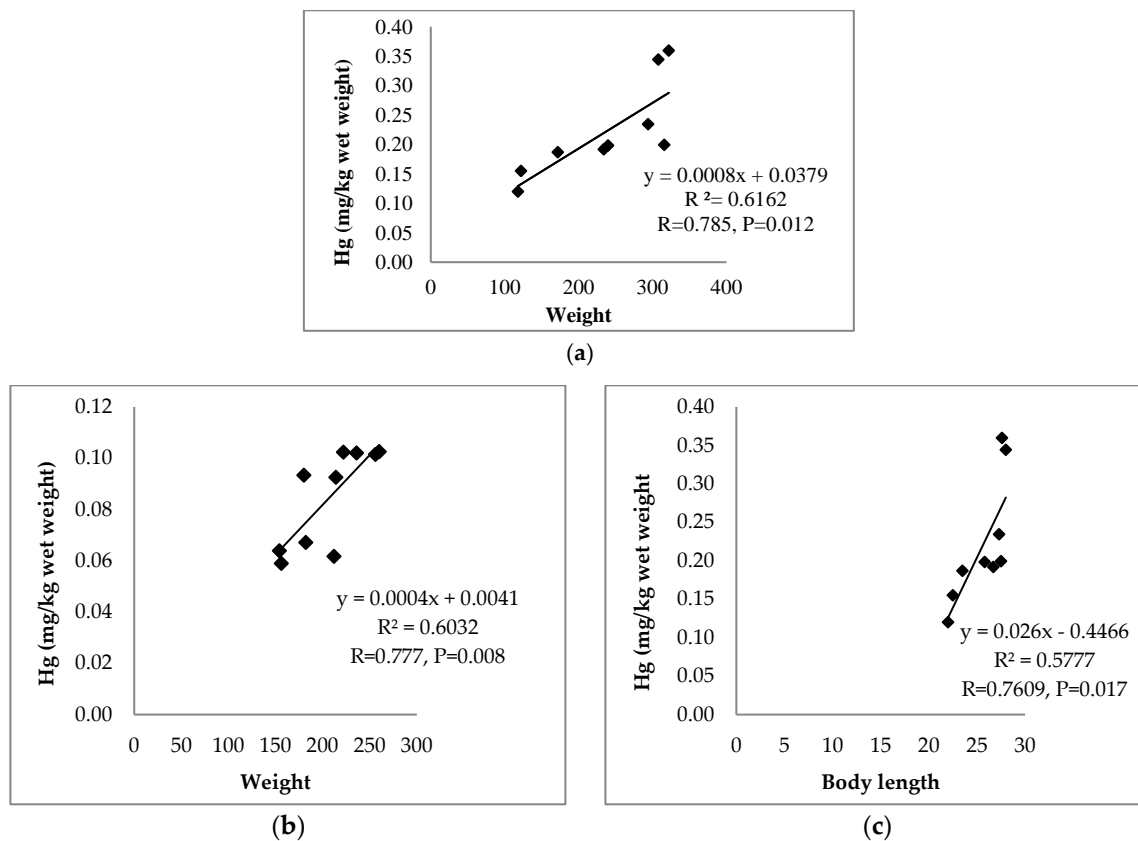 0.40
0.35
0.30
0.25
0.20
0.15
0.10
0.05
0.00
Hg (mg/kg wet weight)
y = 0.0008x + 0.0379
R ²= 0.6162
R=0.785, P=0.012
0 100 200 300 400
Weight
(a)
0.12
0.10
0.08
0.06
0.04
0.02
0.00
Hg (mg/kg wet weight)
y = 0.0004x + 0.0041
R² = 0.6032
R=0.777, P=0.008
0 50 100 150 200 250 300
Weight
(b)
0.40
0.35
0.30
0.25
0.20
0.15
0.10
0.05
0.00
Hg (mg/kg wet weight
y = 0.026x - 0.4466
R² = 0.5777
R=0.7609, P=0.017
0 5 10 15 20 25 30
Body length
(c)